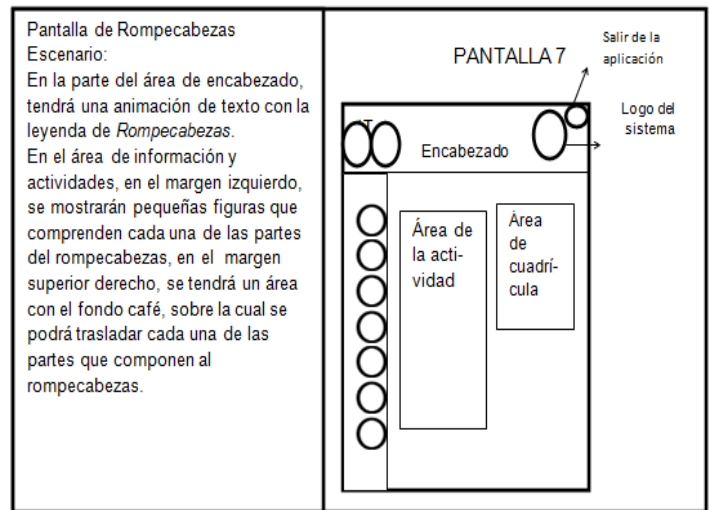 Pantalla de Rompecabezas
Escenario:
En la parte del área de encabezado,
tendrá una animación de texto con la
leyenda de Rompecabezas.
En el área de información y
actividades, en el margen izquierdo,
se mostrarán pequeñas figuras que
comprenden cada una de las partes
del rompecabezas, en el margen
superior derecho, se tendrá un área
con el fondo café, sobre la cual se
podrá trasladar cada una de las
partes que componen al
rompecabezas.
PANTALLA 7
Salir de la
aplicación
Logo del
sistema
Encabezado
Área de
la acti-
vidad
Área
de
cuadrí-
cula